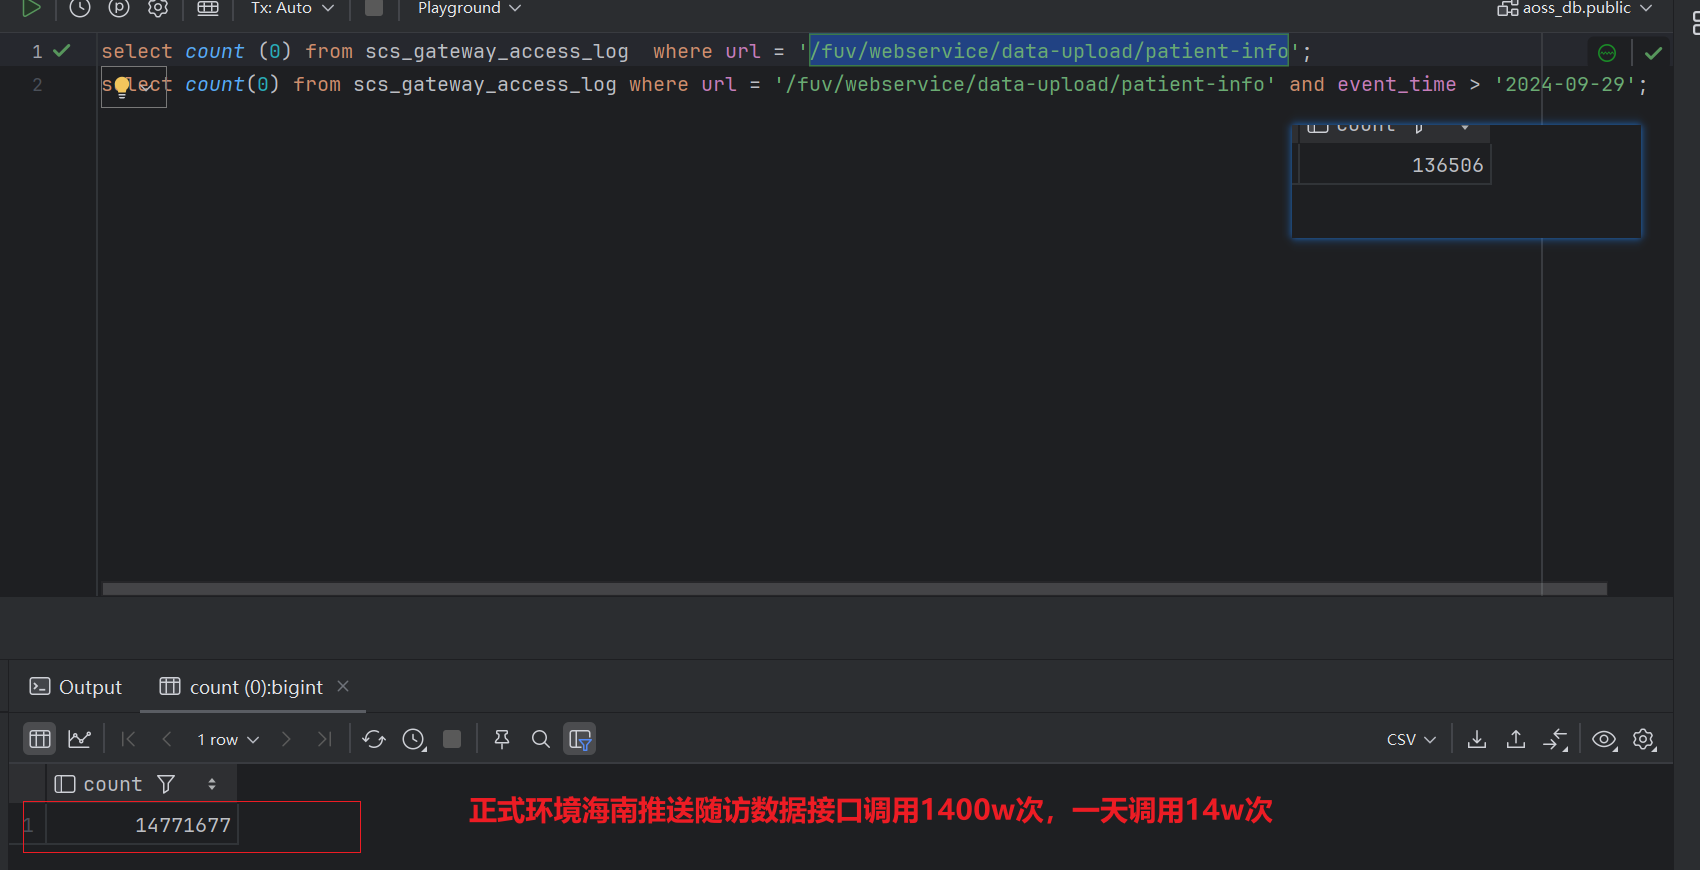 Tx: Auto
Playground
aoss_db.public
1 select count (0) from scs_gateway_access_log  where url = '/fuv/webservice/data-upload/patient-info';
2 select count(0) from scs_gateway_access_log where url = '/fuv/webservice/data-upload/patient-info' and event_time > '2024-09-29';
count
136506
Output
count (0):bigint
1 row
CSV
count
1 14771677
正式环境海南推送随访数据接口调用1400w次，一天调用14w次